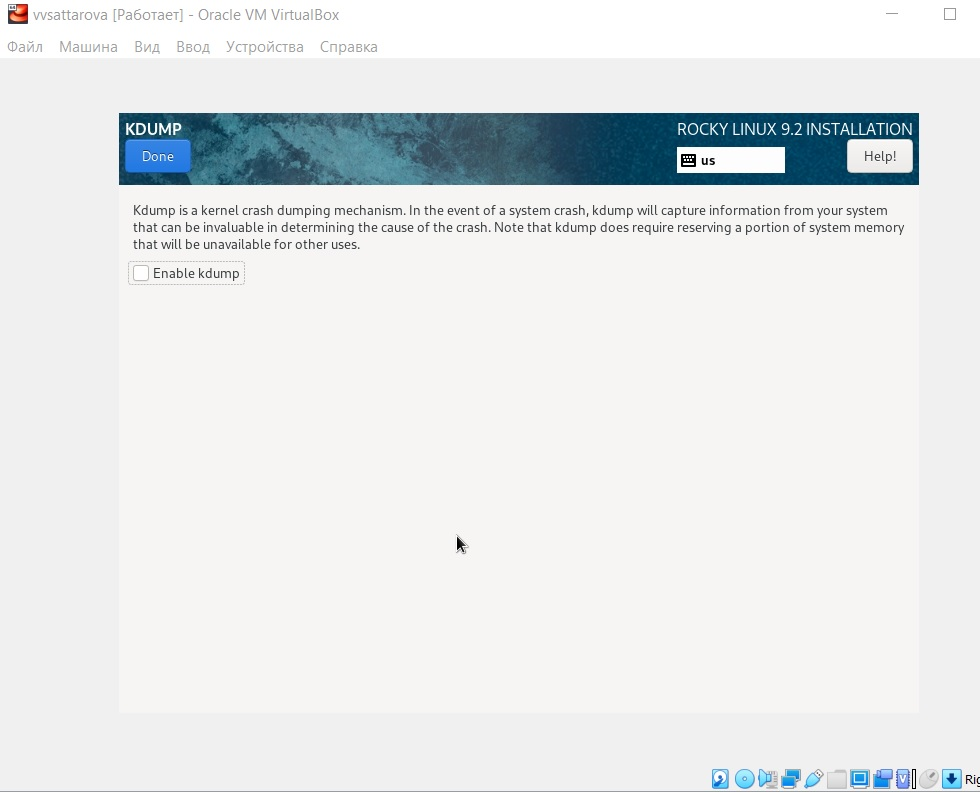 vvsattarova [Работает] - Oracle VM VirtualBox
Файл Машина Вид Ввод Устройства Справка
KDUMP
ROCKY LINUX 9.2 INSTALLATION
Done
us
Help!
Kdump is a kernel crash dumping mechanism. In the event of a system crash, kdump will capture information from your system
that can be invaluable in determining the cause of the crash. Note that kdump does require reserving a portion of system memory
that will be unavailable for other uses.
Enable kdump